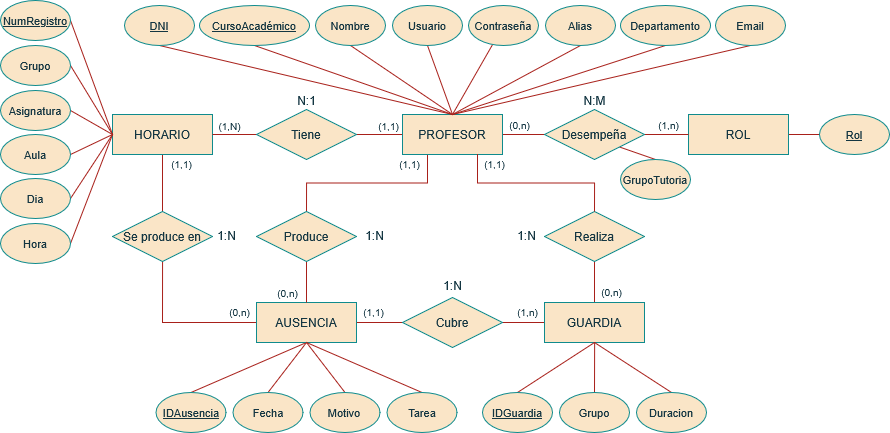 NumRegistro
DNI
CursoAcadémico
Nombre
Usuario
Contraseña
Alias
Departamento
Email
Grupo
Asignatura
Aula
Dia
Hora
N:1
N:M
HORARIO
(1,N)
Tiene
(1,1)
PROFESOR
(0,n)
Desempeña
(1,n)
ROL
Rol
(1,1)
(1,1)
(1,1)
GrupoTutoria
Se produce en
1:N
Produce
1:N
1:N
Realiza
(0,n)
(0,n)
(0,n)
1:N
AUSENCIA
(1,1)
Cubre
(1,n)
GUARDIA
IDAusencia
Fecha
Motivo
Tarea
IDGuardia
Grupo
Duracion